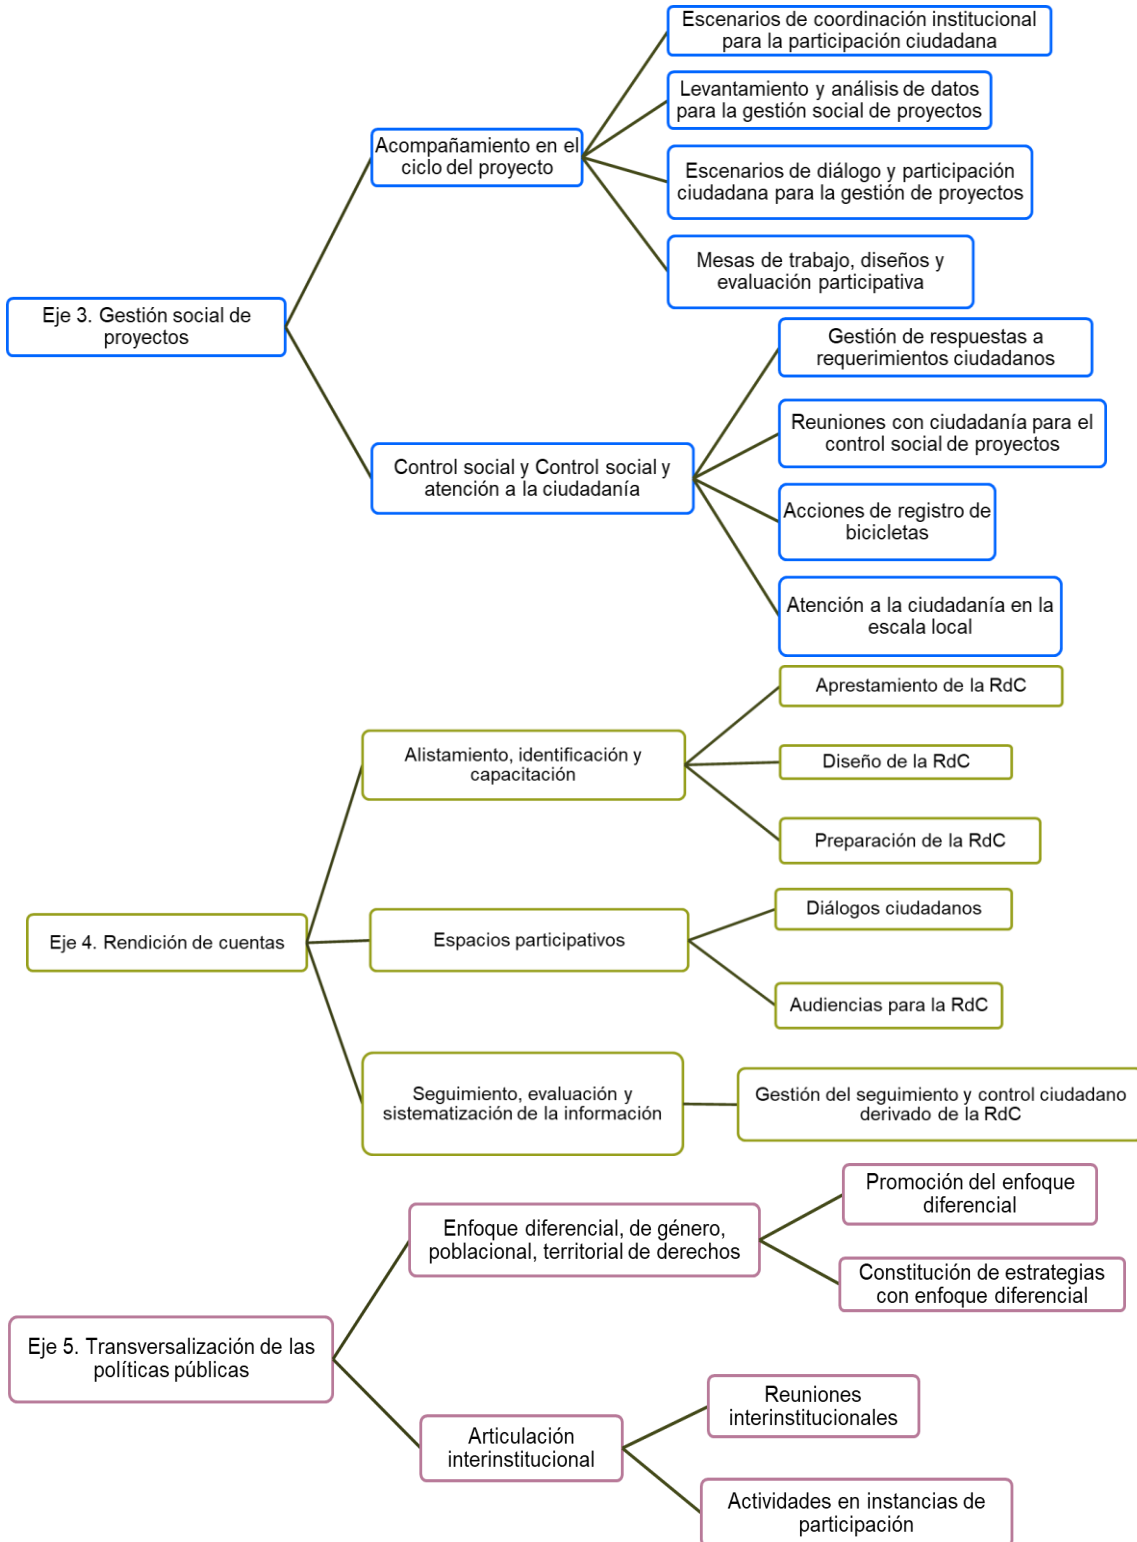 Eje 3. Gestión social de
proyectos
Acompañamiento en el
ciclo del proyecto
Escenarios de coordinación institucional
para la participación ciudadana
Levantamiento y análisis de datos
para la gestión social de proyectos
Escenarios de diálogo y participación
ciudadana para la gestión de proyectos
Mesas de trabajo, diseños y
evaluación participativa
Control social y Control social y
atención a la ciudadanía
Gestión de respuestas a
requerimientos ciudadanos
Reuniones con ciudadanía para el
control social de proyectos
Acciones de registro de
bicicletas
Atención a la ciudadanía en la
escala local
Eje 4. Rendición de cuentas
Alistamiento, identificación y
capacitación
Aprestamiento de la RdC
Diseño de la RdC
Preparación de la RdC
Espacios participativos
Diálogos ciudadanos
Audiencias para la RdC
Seguimiento, evaluación y
sistematización de la información
Gestión del seguimiento y control ciudadano
derivado de la RdC
Eje 5. Transversalización de las
políticas públicas
Enfoque diferencial, de género,
poblacional, territorial de derechos
Promoción del enfoque
diferencial
Constitución de estrategias
con enfoque diferencial
Articulación
interinstitucional
Reuniones
interinstitucionales
Actividades en instancias de
participación